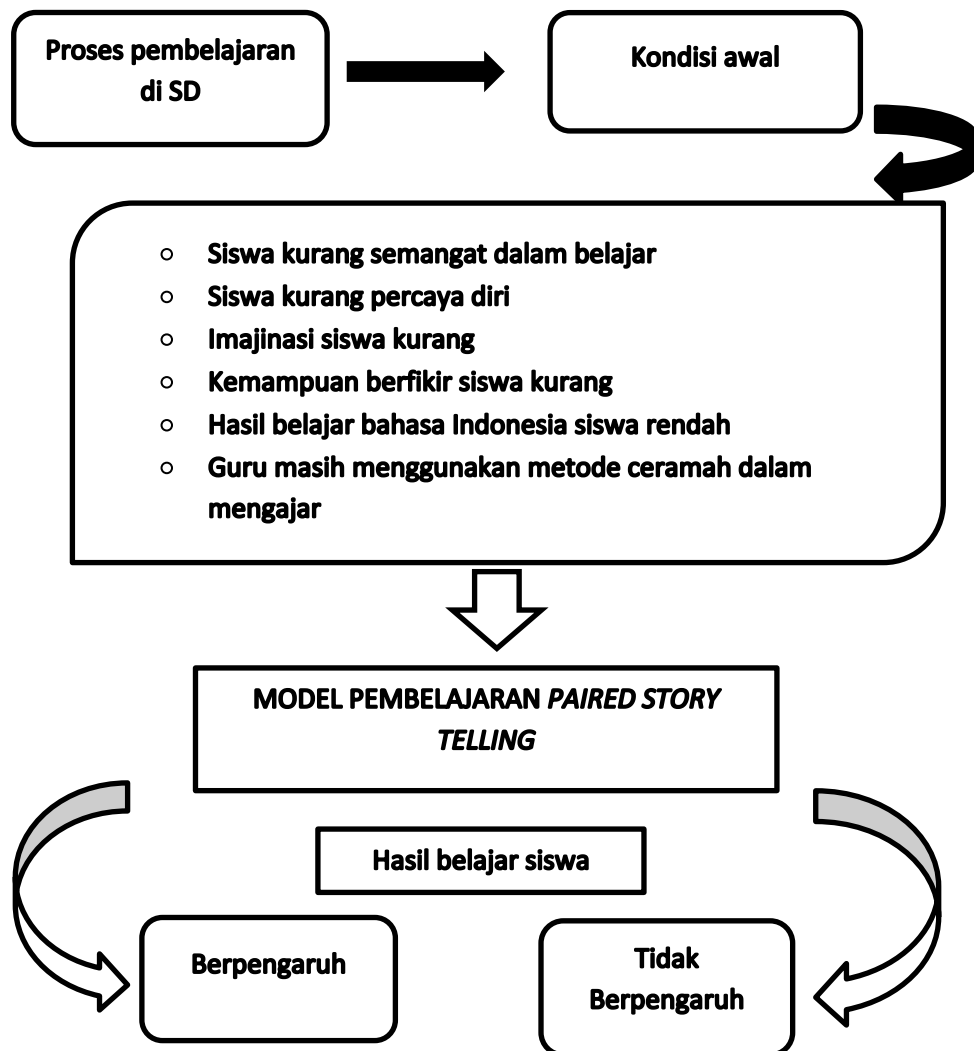 Proses pembelajaran
di SD
Kondisi awal
○ Siswa kurang semangat dalam belajar
○ Siswa kurang percaya diri
○ Imajinasi siswa kurang
○ Kemampuan berfikir siswa kurang
○ Hasil belajar bahasa Indonesia siswa rendah
○ Guru masih menggunakan metode ceramah dalam
mengajar
MODEL PEMBELAJARAN PAIRED STORY
TELLING
Hasil belajar siswa
Berpengaruh
Tidak
Berpengaruh